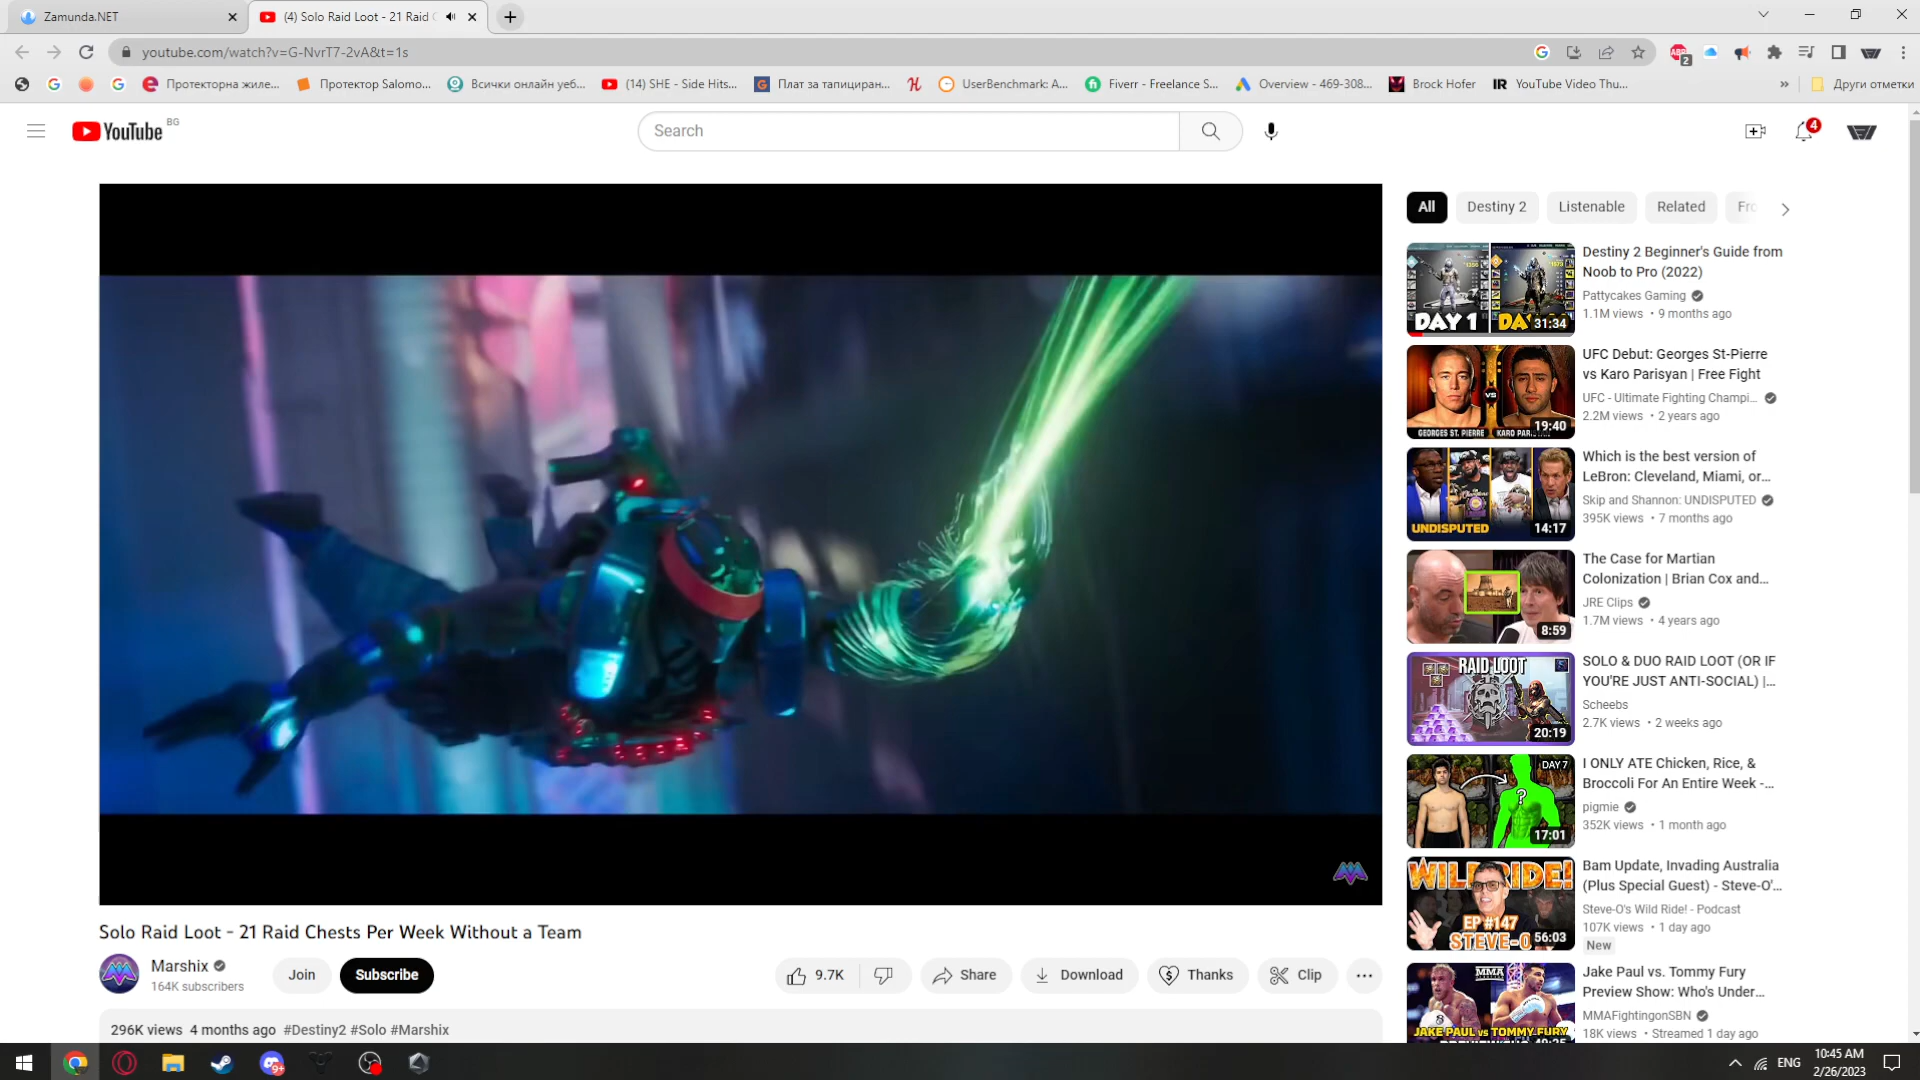 Zamunda.NET
(4) Solo Raid Loot - 21 Raid C
youtube.com/watch?v=G-NvrT7-2vA&t=1s
2
Протекторна жиле...
Протектор Salomo...
Всички онлайн уеб...
(14) SHE - Side Hits...
Плат за тапициран...
UserBenchmark: A...
Fiverr - Freelance S...
Overview - 469-308...
Brock Hofer
IR YouTube Video Thu...
»
Други отметки
YouTube BG
Search
4
All
Destiny 2
Listenable
Related
Fro
DAY 1
DA
31:34
Destiny 2 Beginner's Guide from
Noob to Pro (2022)
Pattycakes Gaming
1.1M views • 9 months ago
VS
GEORGES ST. PIERRE
19:40
UFC Debut: Georges St-Pierre
vs Karo Parisyan | Free Fight
UFC - Ultimate Fighting Champi...
2.2M views • 2 years ago
UNDISPUTED
14:17
Which is the best version of
LeBron: Cleveland, Miami, or...
Skip and Shannon: UNDISPUTED
395K views • 7 months ago
8:59
The Case for Martian
Colonization | Brian Cox and...
JRE Clips
1.7M views • 4 years ago
RAID LOOT
20:19
SOLO & DUO RAID LOOT (OR IF
YOU'RE JUST ANTI-SOCIAL) |...
Scheebs
2.7K views • 2 weeks ago
DAY 7
?
17:01
I ONLY ATE Chicken, Rice, &
Broccoli For An Entire Week -...
pigmie
352K views • 1 month ago
WILD RIDE!
EP #147
STEVE-O
56:03
Bam Update, Invading Australia
(Plus Special Guest) - Steve-O'...
Steve-O's Wild Ride! - Podcast
107K views • 1 day ago
New
MMA
JAKE PAUL vs TOMMY FURY
Jake Paul vs. Tommy Fury
Preview Show: Who's Under...
MMAFightingonSBN
18K views • Streamed 1 day ago
Solo Raid Loot - 21 Raid Chests Per Week Without a Team
Marshix
164K subscribers
Join
Subscribe
9.7K
Share
Download
Thanks
Clip
296K views 4 months ago #Destiny2 #Solo #Marshix
9+
ENG
10:45 AM
2/26/2023